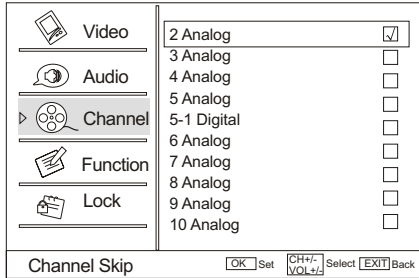 Video
Audio
Channel
Function
Lock
2 Analog
3 Analog
4 Analog
5 Analog
5-1 Digital
6 Analog
7 Analog
8 Analog
9 Analog
10 Analog
Channel Skip
OK Set CH+/- VOL+/- Select EXIT Back